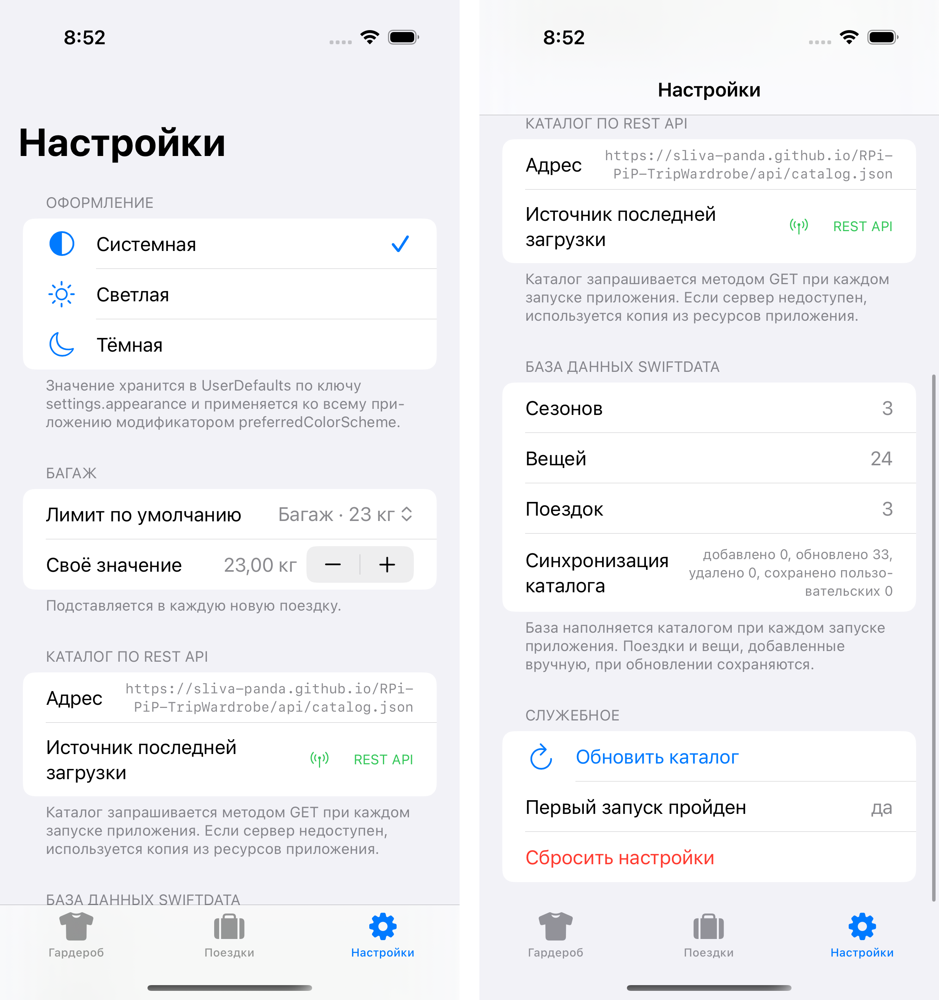 8:52
Настройки
ОФОРМЛЕНИЕ
Системная
Светлая
Тёмная
Значение хранится в UserDefaults по ключу
settings.appearance и применяется ко всему при-
ложению модификатором preferredColorScheme.
БАГАЖ
Лимит по умолчанию Багаж · 23 кг
Своё значение 23,00 кг
Подставляется в каждую новую поездку.
КАТАЛОГ ПО REST API
Адрес https://sliva-panda.github.io/RPi-
PiP-TripWardrobe/api/catalog.json
Источник последней
загрузки REST API
Каталог запрашивается методом GET при каждом
запуске приложения. Если сервер недоступен,
используется копия из ресурсов приложения.
БАЗА ДАННЫХ SWIFTDATA
Гардероб Поездки Настройки
8:52
Настройки
КАТАЛОГ ПО REST API
Адрес https://sliva-panda.github.io/RPi-
PiP-TripWardrobe/api/catalog.json
Источник последней
загрузки REST API
Каталог запрашивается методом GET при каждом
запуске приложения. Если сервер недоступен,
используется копия из ресурсов приложения.
БАЗА ДАННЫХ SWIFTDATA
Сезонов 3
Вещей 24
Поездок 3
Синхронизация
каталога
добавлено 0, обновлено 33,
удалено 0, сохранено пользо-
вательских 0
База наполняется каталогом при каждом запуске
приложения. Поездки и вещи, добавленные
вручную, при обновлении сохраняются.
СЛУЖЕБНОЕ
Обновить каталог
Первый запуск пройден да
Сбросить настройки
Гардероб Поездки Настройки